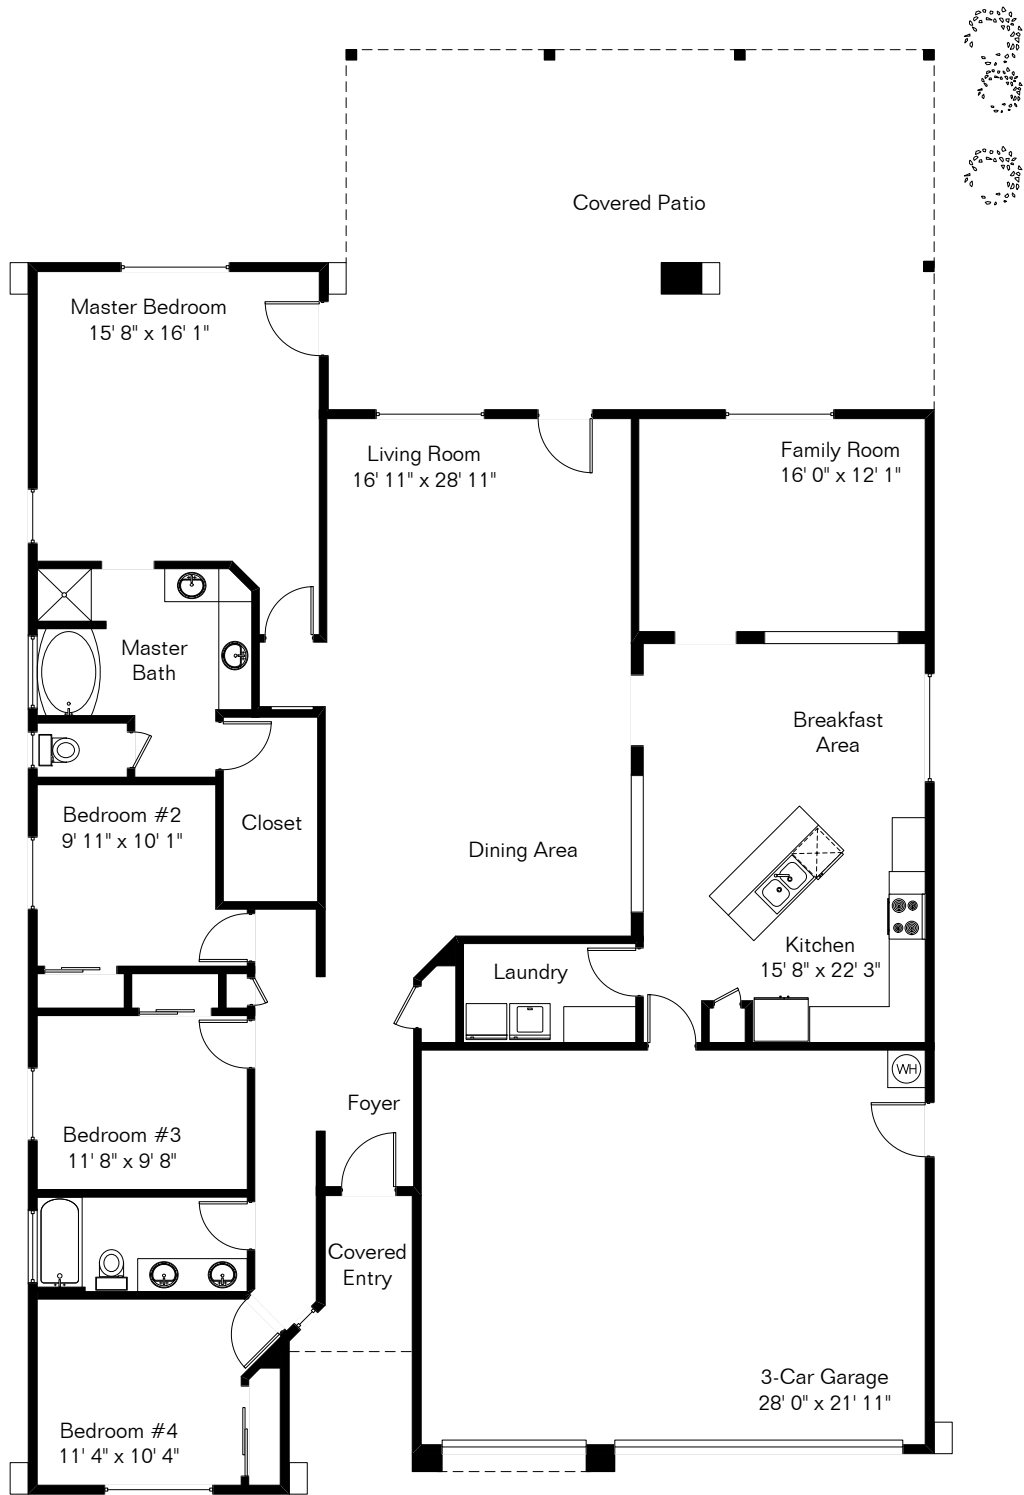 Covered Patio
Master Bedroom
15' 8" x 16' 1"
Living Room
16' 11" x 28' 11"
Family Room
16' 0" x 12' 1"
Master
Bath
Breakfast
Area
Bedroom #2
9' 11" x 10' 1"
Closet
Dining Area
Kitchen
15' 8" x 22' 3"
Laundry
WH
Foyer
Bedroom #3
11' 8" x 9' 8"
Covered
Entry
3-Car Garage
28' 0" x 21' 11"
Bedroom #4
11' 4" x 10' 4"